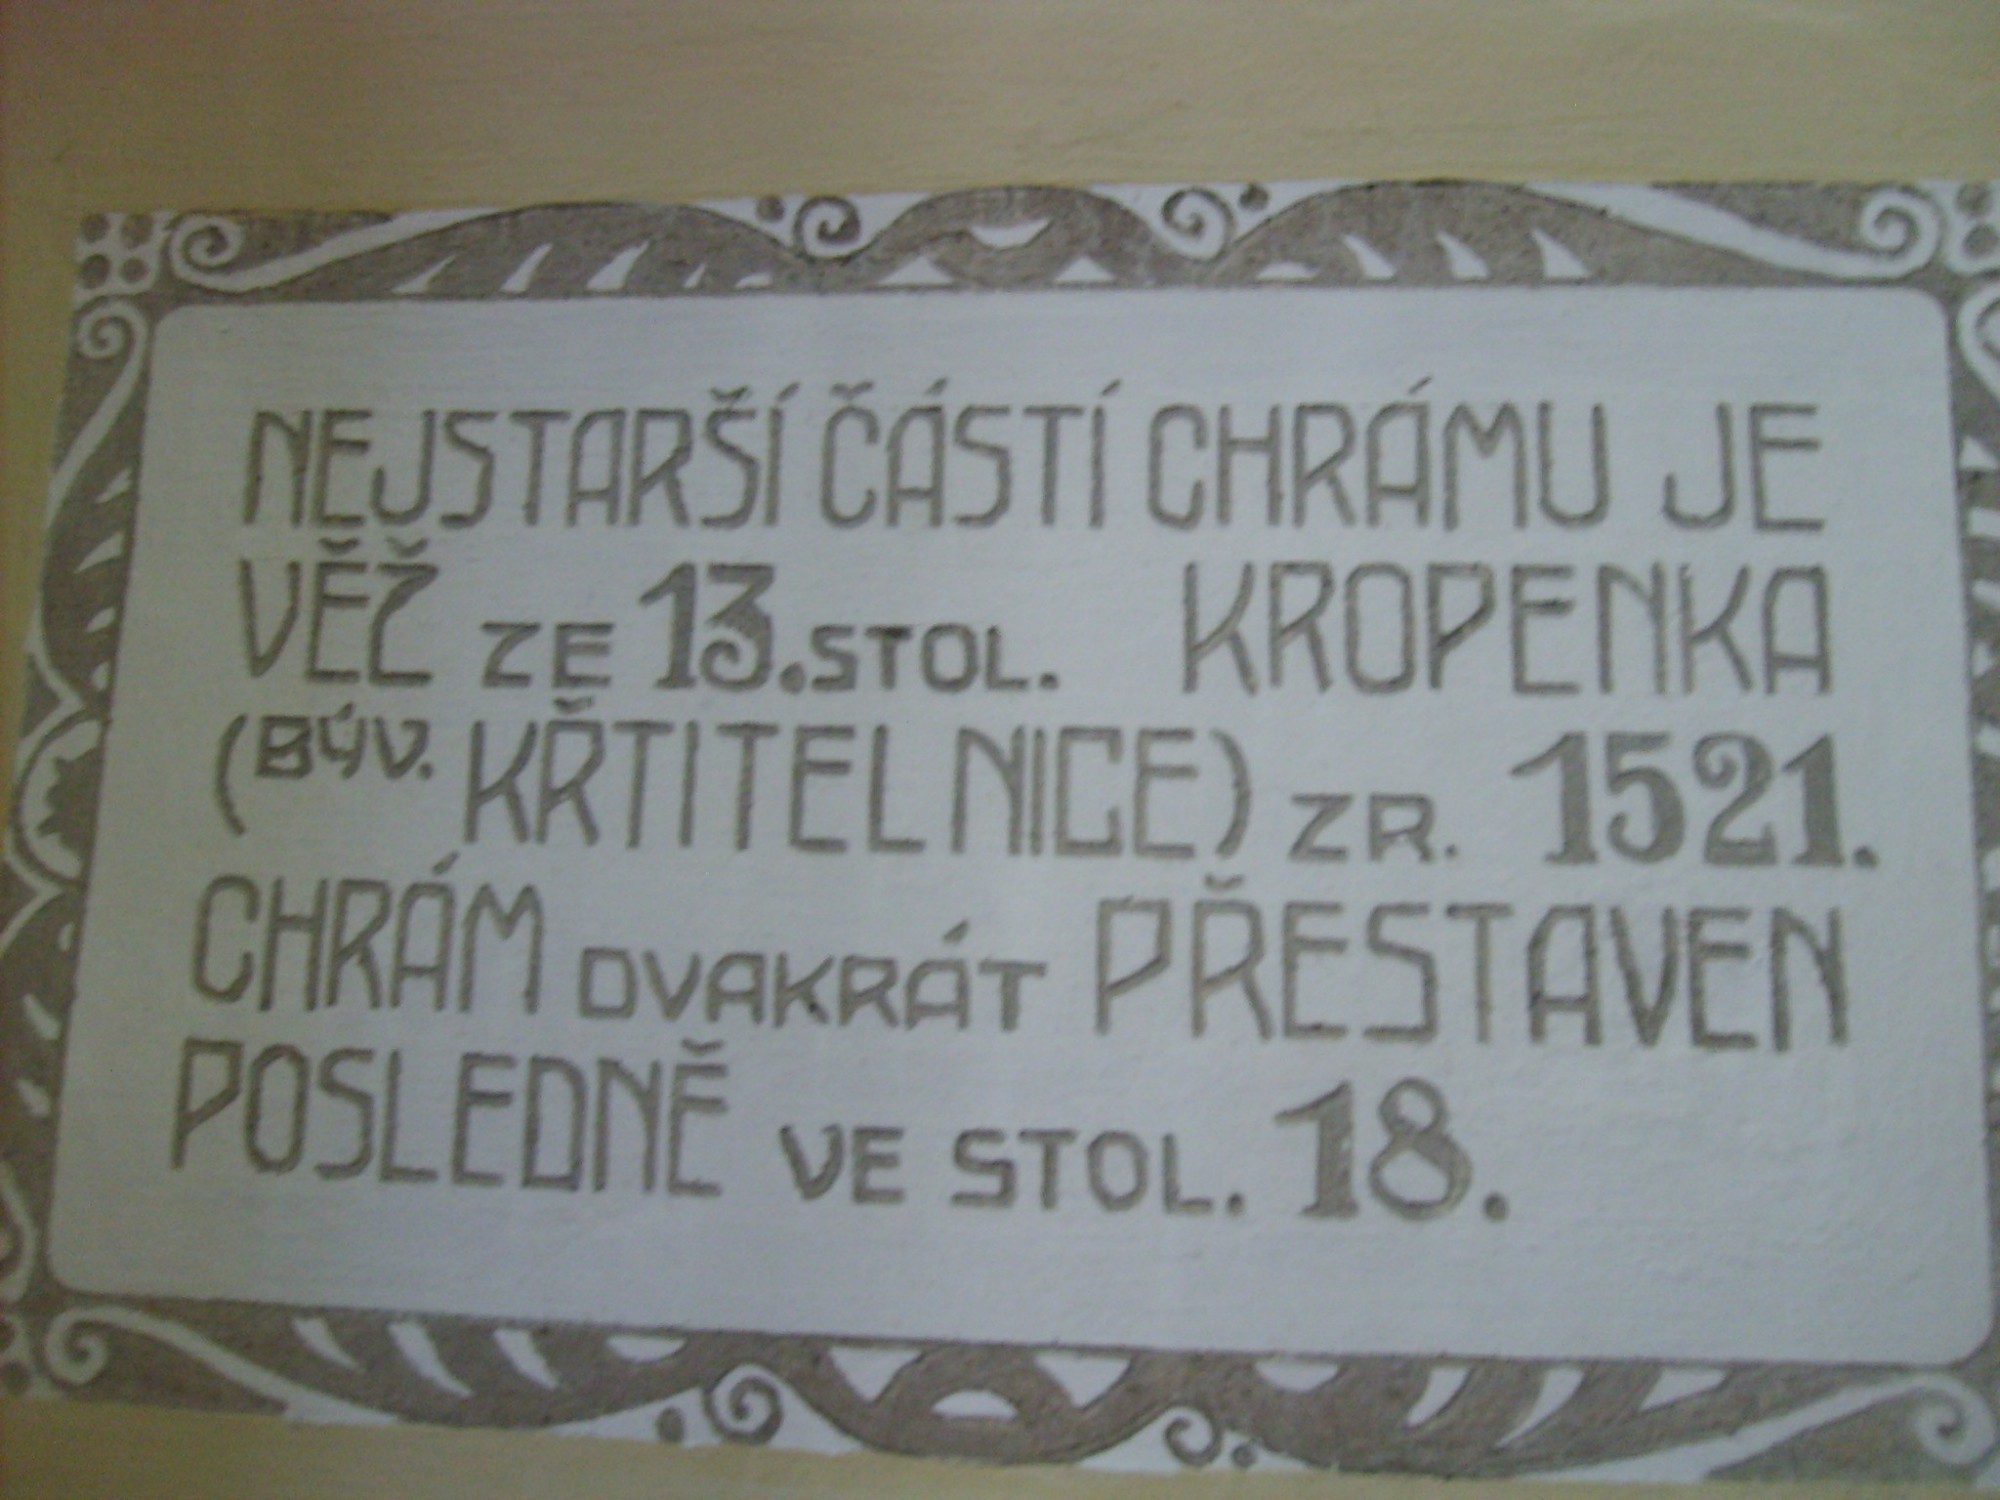 NEJSTARŠÍ ČÁSTÍ CHRÁMU JE
VĚŽ ZE 13. STOL. KROPENKA
(BÝV. KŘTITELNICE) Z R. 1521.
CHRÁM DVAKRÁT PŘESTAVEN
POSLEDNĚ VE STOL. 18.